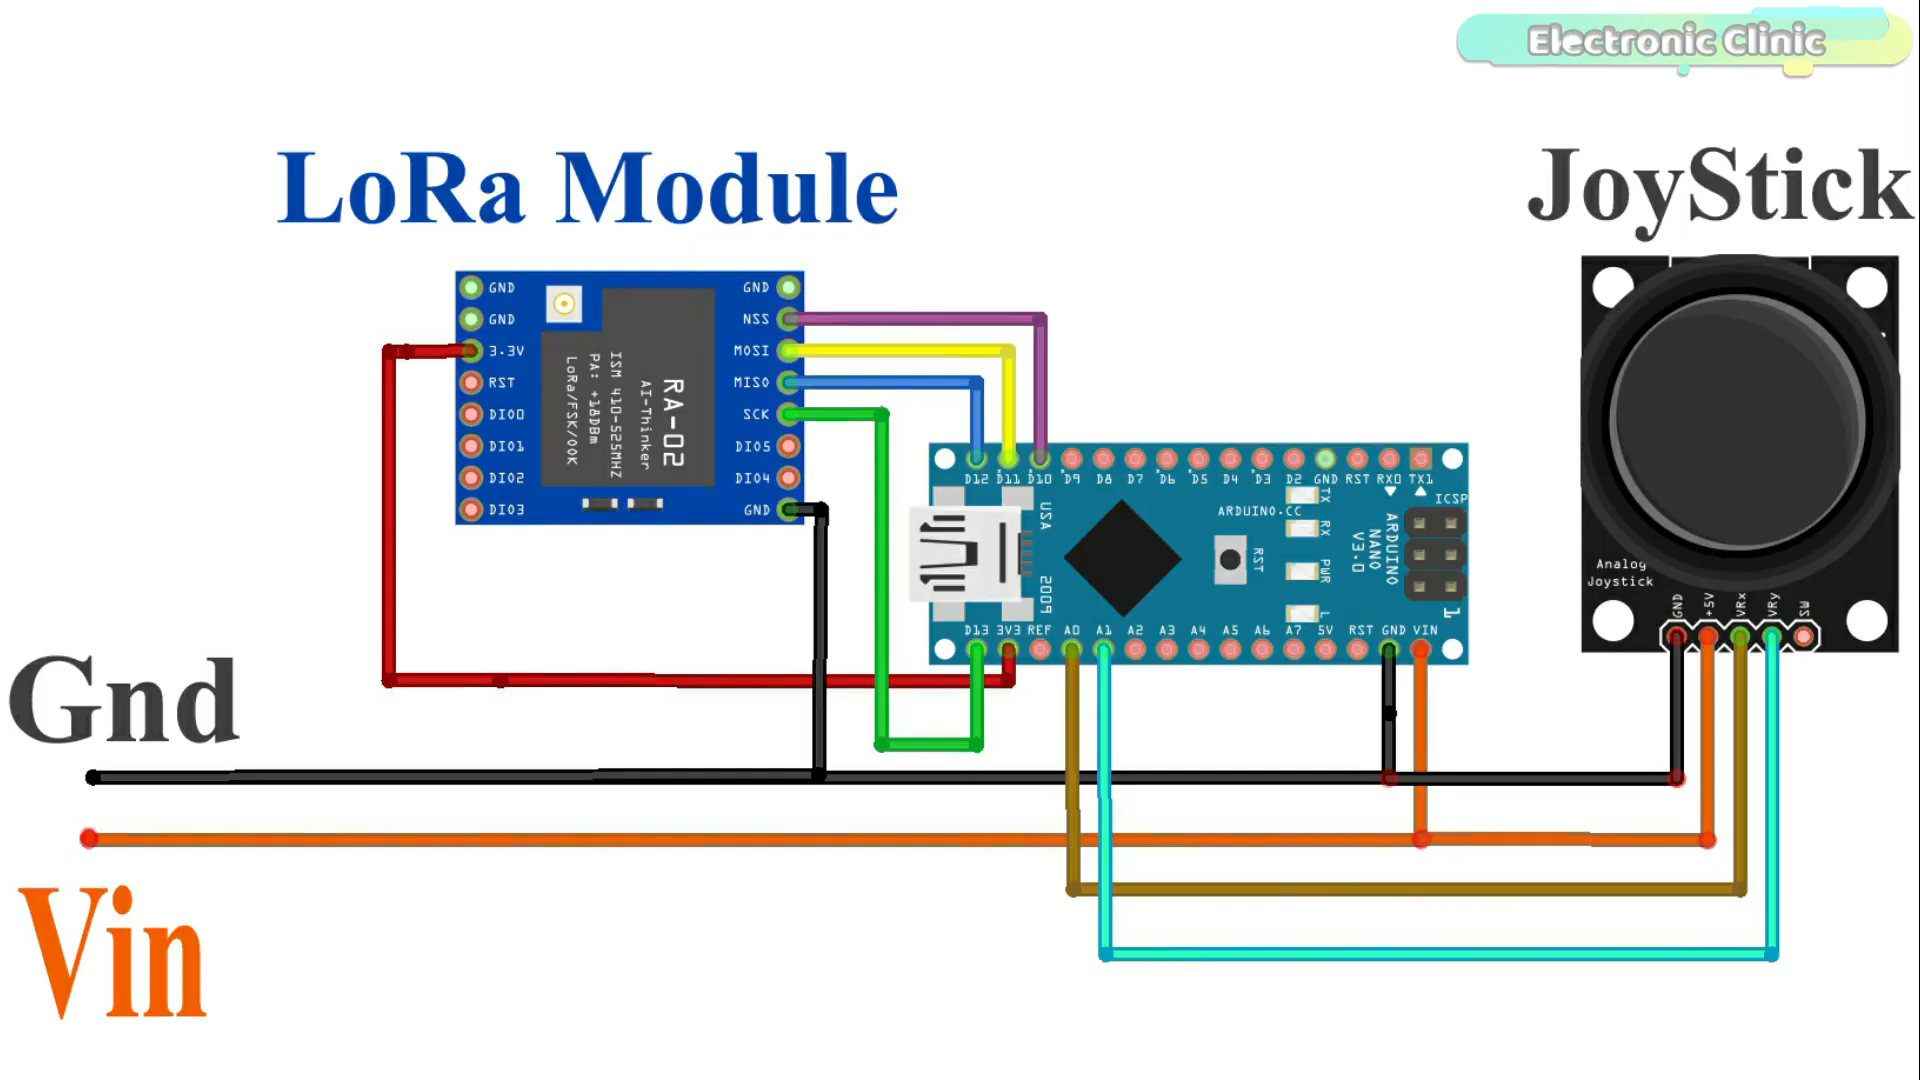 Electronic Clinic
LoRa Module
JoyStick
GND
GND
3.3V
RST
DIO0
DIO1
DIO2
DIO3
GND
NSS
MOSI
MISO
SCK
DIO5
DIO4
GND
RA-02
AI-Thinker
ISM 410-525MHZ
PA: +18DBm
LoRa/FSK/OOK
D12 D11 D10 D9 D8 D7 D6 D5 D4 D3 D2 GND RST RX0 TX1
ICSP
USA
2009
ARDUINO.CC
RST
TX
RX
PWR
L
ARDUINO
NANO
V3.0
1
D13 3V3 REF A0 A1 A2 A3 A4 A5 A6 A7 5V RST GND VIN
Analog
Joystick
GND
+5V
VRx
VRy
SW
Gnd
Vin